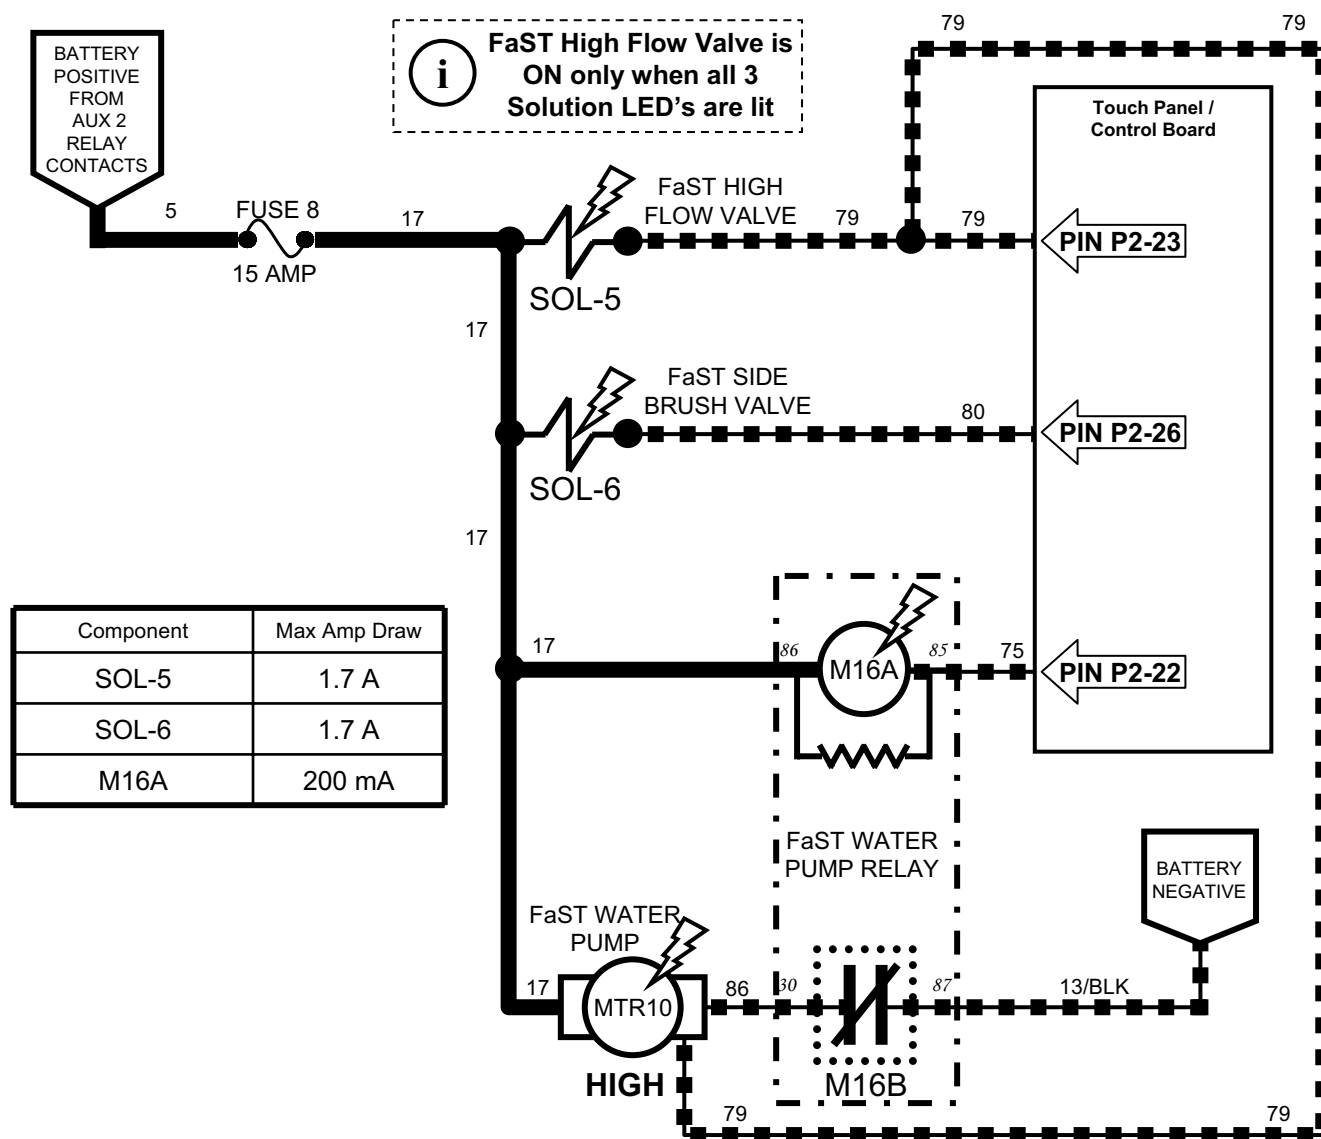 79
79
BATTERY
POSITIVE
FROM
AUX 2
RELAY
CONTACTS
i
FaST High Flow Valve is
ON only when all 3
Solution LED's are lit
Touch Panel /
Control Board
5
FUSE 8
15 AMP
17
FaST HIGH
FLOW VALVE
79
79
PIN P2-23
SOL-5
17
FaST SIDE
BRUSH VALVE
80
PIN P2-26
SOL-6
17
Component
Max Amp Draw
SOL-5
1.7 A
SOL-6
1.7 A
M16A
200 mA
17
86
M16A
85
75
PIN P2-22
FaST WATER
PUMP RELAY
BATTERY
NEGATIVE
FaST WATER
PUMP
17
MTR10
86
30
87
13/BLK
HIGH
M16B
79
79